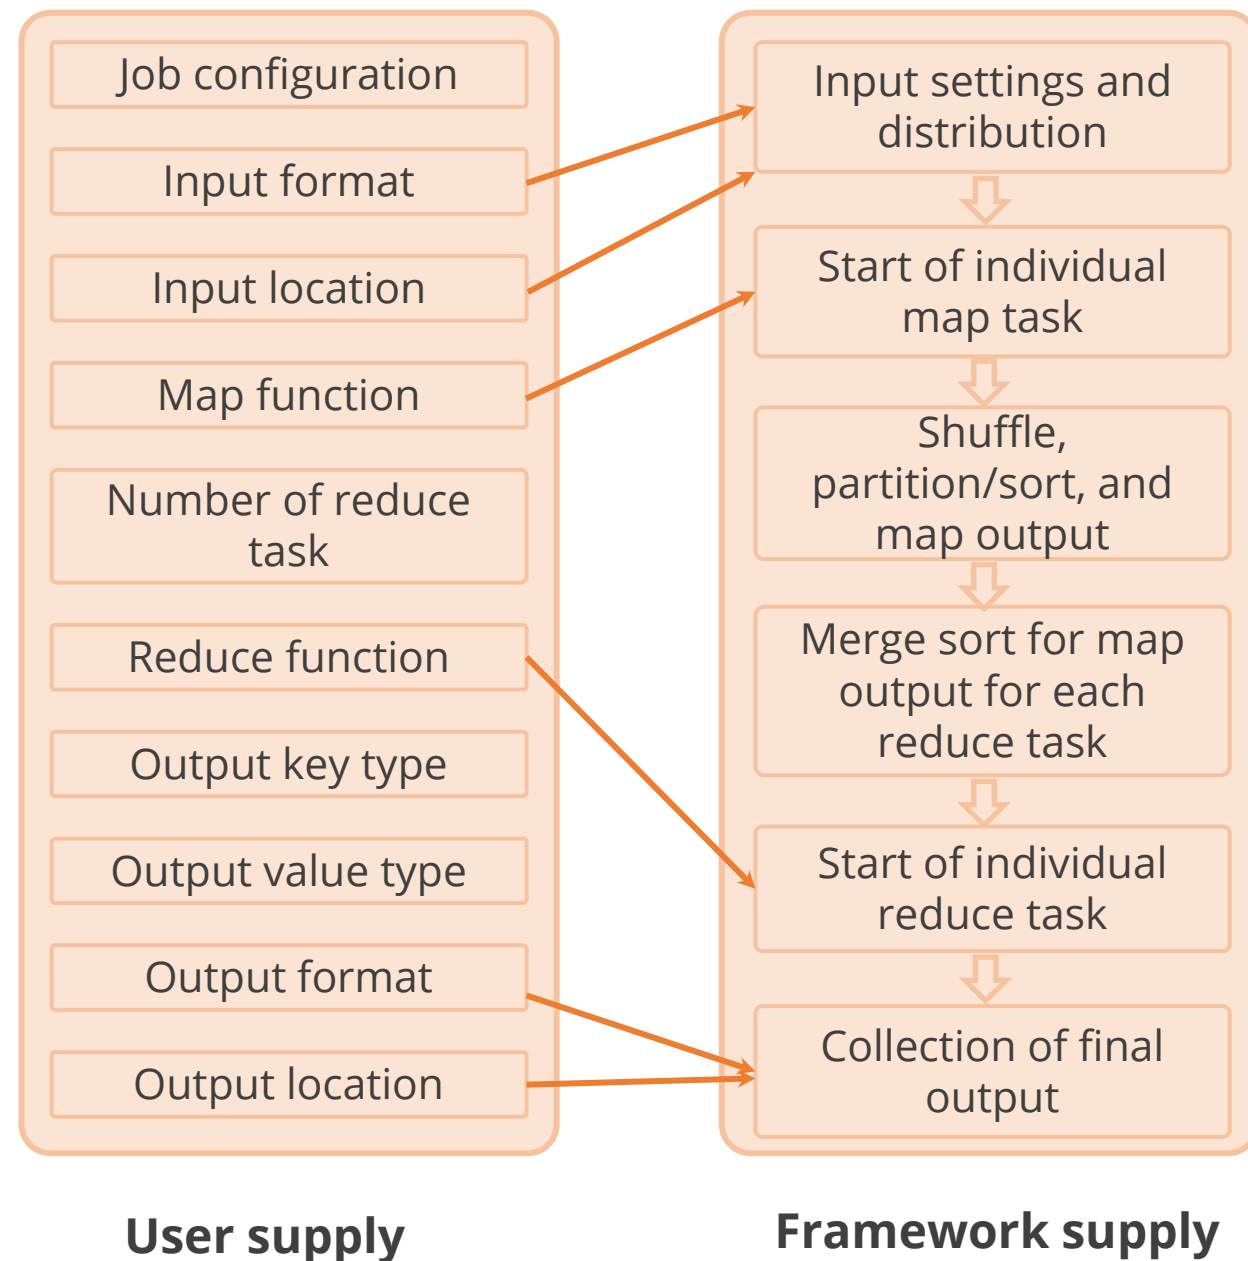 Job configuration
Input format
Input location
Map function
Number of reduce
task
Reduce function
Output key type
Output value type
Output format
Output location
User supply
Input settings and
distribution
Start of individual
map task
Shuffle,
partition/sort, and
map output
Merge sort for map
output for each
reduce task
Start of individual
reduce task
Collection of final
output
Framework supply